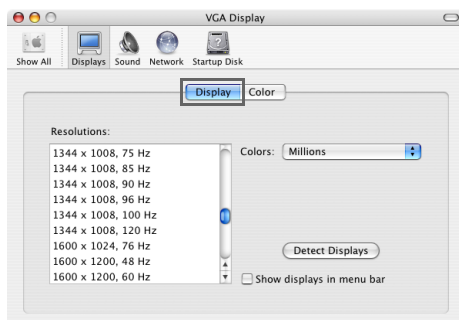 VGA Display
Show All Displays Sound Network Startup Disk
Display Color
Resolutions:
Colors: Millions
1344 x 1008, 75 Hz
1344 x 1008, 85 Hz
1344 x 1008, 90 Hz
1344 x 1008, 96 Hz
1344 x 1008, 100 Hz
1344 x 1008, 120 Hz
1600 x 1024, 76 Hz
1600 x 1200, 48 Hz
1600 x 1200, 60 Hz
Detect Displays
Show displays in menu bar